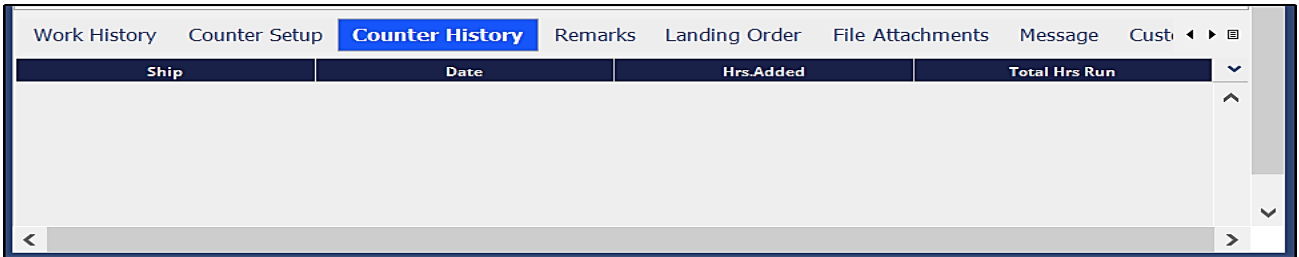 Work History Counter Setup Counter History Remarks Landing Order File Attachments Message Cust
Ship Date Hrs.Added Total Hrs Run